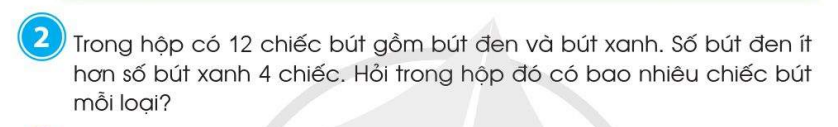 2 Trong hộp có 12 chiếc bút gồm bút đen và bút xanh. Số bút đen ít
hơn số bút xanh 4 chiếc. Hỏi trong hộp đó có bao nhiêu chiếc bút
mỗi loại?